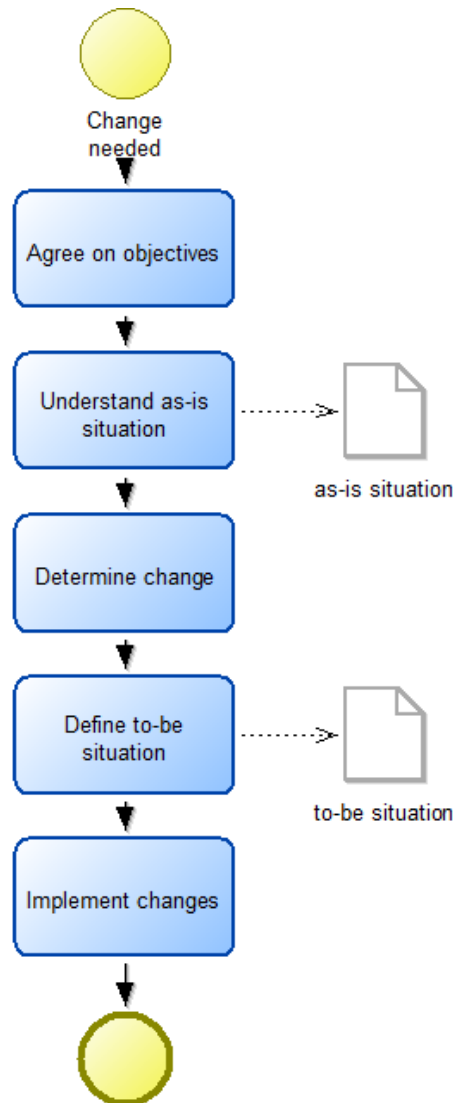 Change
needed
Agree on objectives
Understand as-is
situation
as-is situation
Determine change
Define to-be
situation
to-be situation
Implement changes